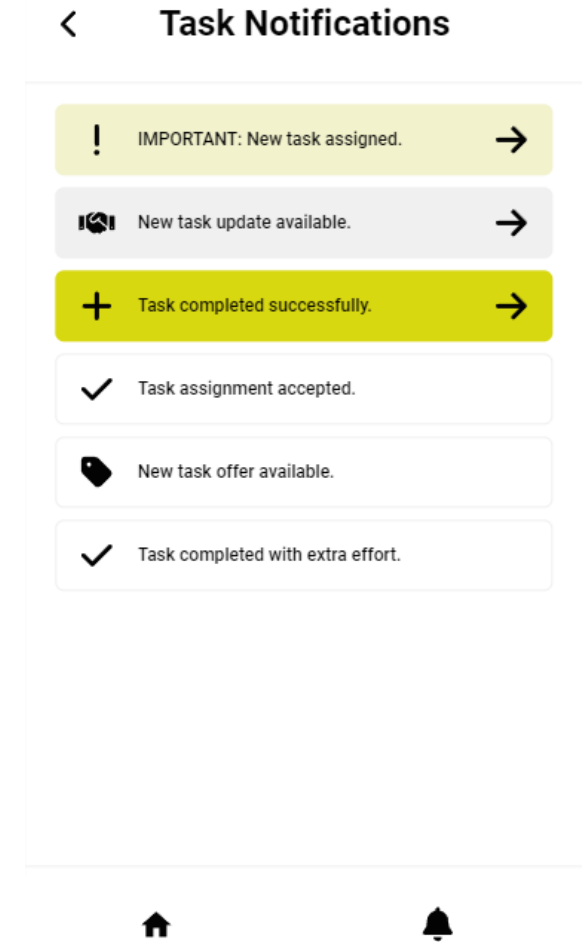 Task Notifications
IMPORTANT: New task assigned.
New task update available.
Task completed successfully.
Task assignment accepted.
New task offer available.
Task completed with extra effort.